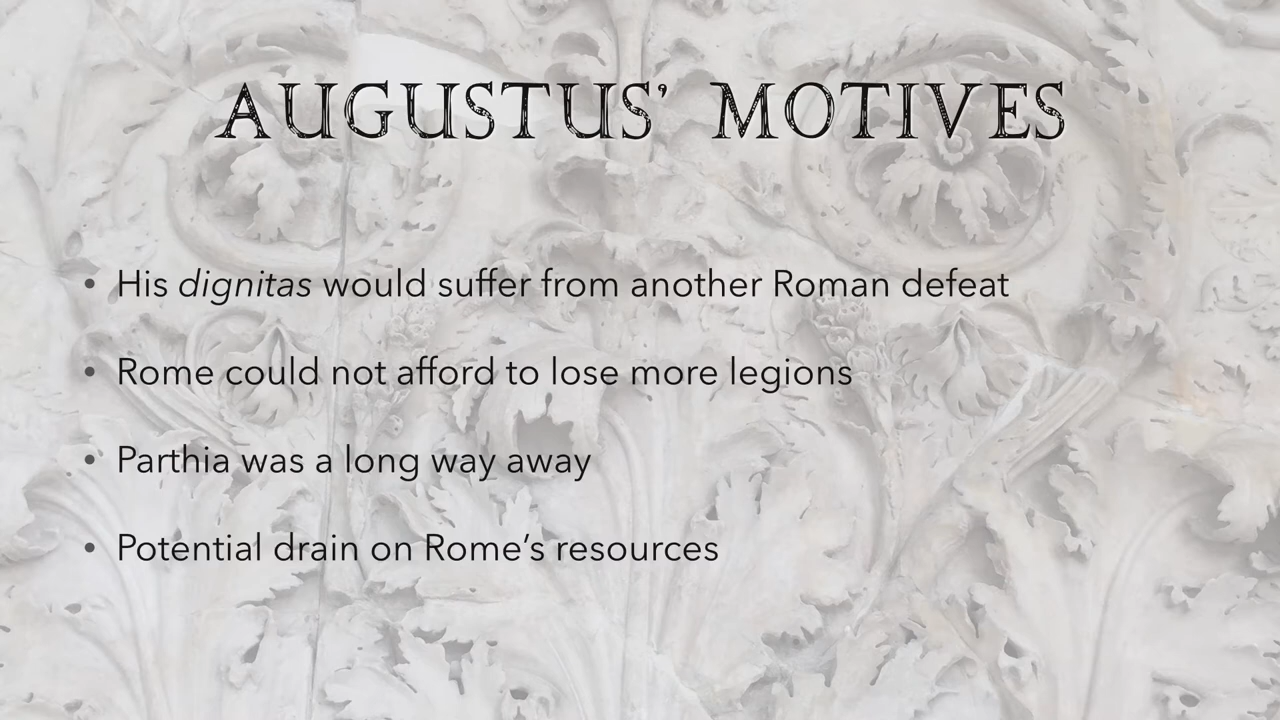 AUGUSTUS’ MOTIVES
• His dignitas would suffer from another Roman defeat
• Rome could not afford to lose more legions
• Parthia was a long way away
• Potential drain on Rome’s resources